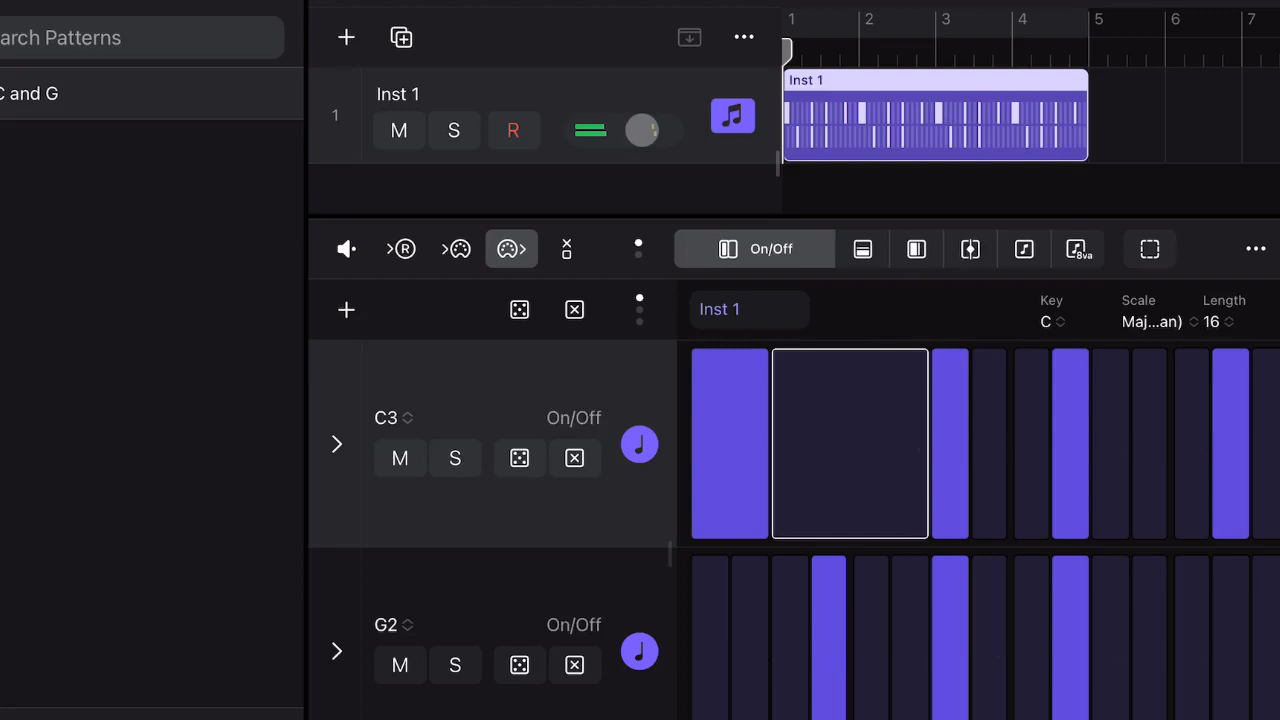 arch Patterns
1 2 3 4 5 6 7
C and G
Inst 1
Inst 1
1
M S R
R
On/Off
8va
Inst 1
Key Scale Length
C Maj...an) 16
C3 On/Off
M S
G2 On/Off
M S